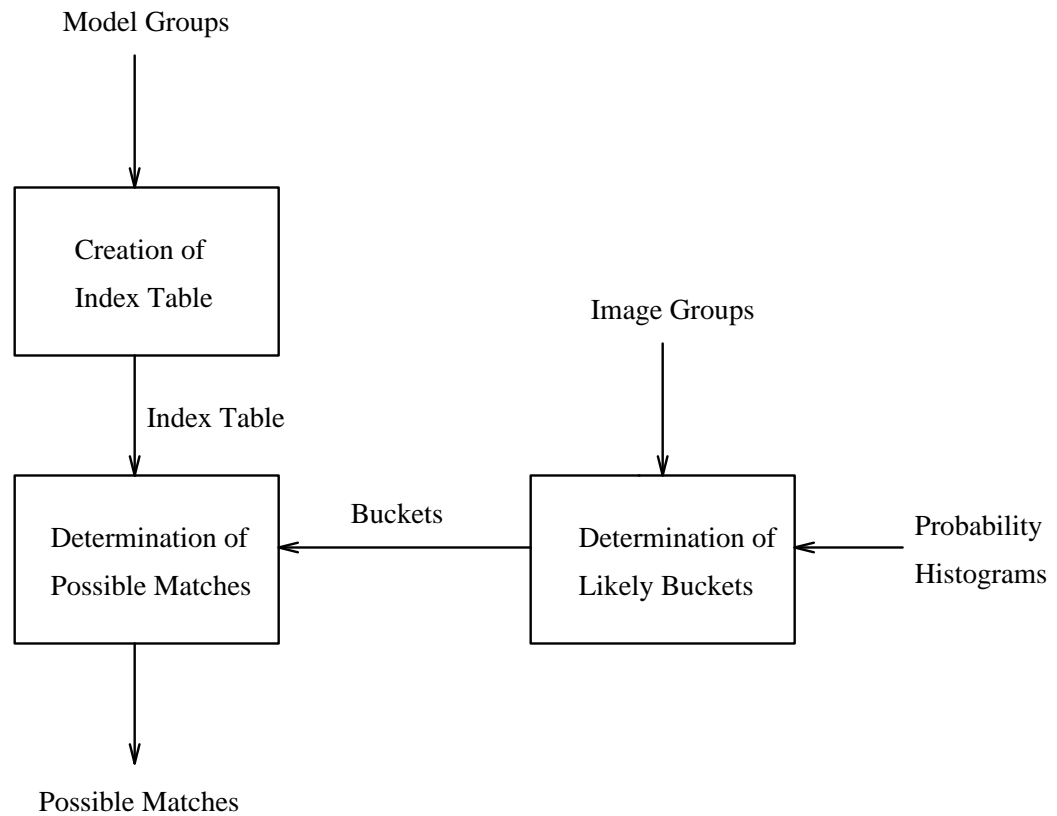 Model Groups
Creation of
Index Table
Image Groups
Index Table
Buckets
Determination of
Possible Matches
Determination of
Likely Buckets
Probability
Histograms
Possible Matches